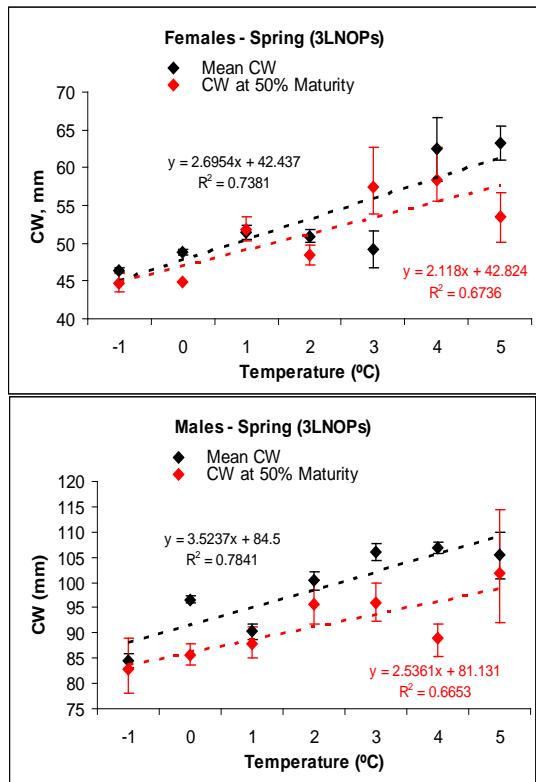 Females - Spring (3LNOPs)
Mean CW
CW at 50% Maturity
70
65
60
55
50
45
40
CW, mm
y = 2.6954x + 42.437
R² = 0.7381
y = 2.118x + 42.824
R² = 0.6736
-1 0 1 2 3 4 5
Temperature (ºC)
Males - Spring (3LNOPs)
Mean CW
CW at 50% Maturity
120
115
110
105
100
95
90
85
80
75
CW (mm)
y = 3.5237x + 84.5
R² = 0.7841
y = 2.5361x + 81.131
R² = 0.6653
-1 0 1 2 3 4 5
Temperature (ºC)